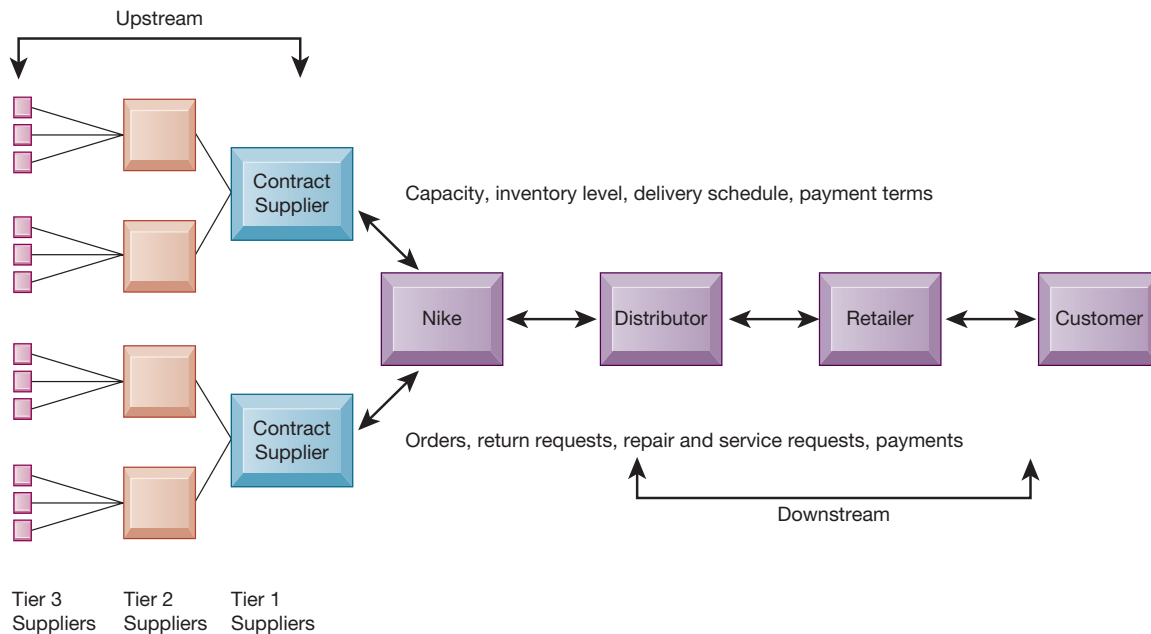 Upstream
Contract
Supplier
Capacity, inventory level, delivery schedule, payment terms
Nike
Distributor
Retailer
Customer
Contract
Supplier
Orders, return requests, repair and service requests, payments
Downstream
Tier 3
Suppliers
Tier 2
Suppliers
Tier 1
Suppliers